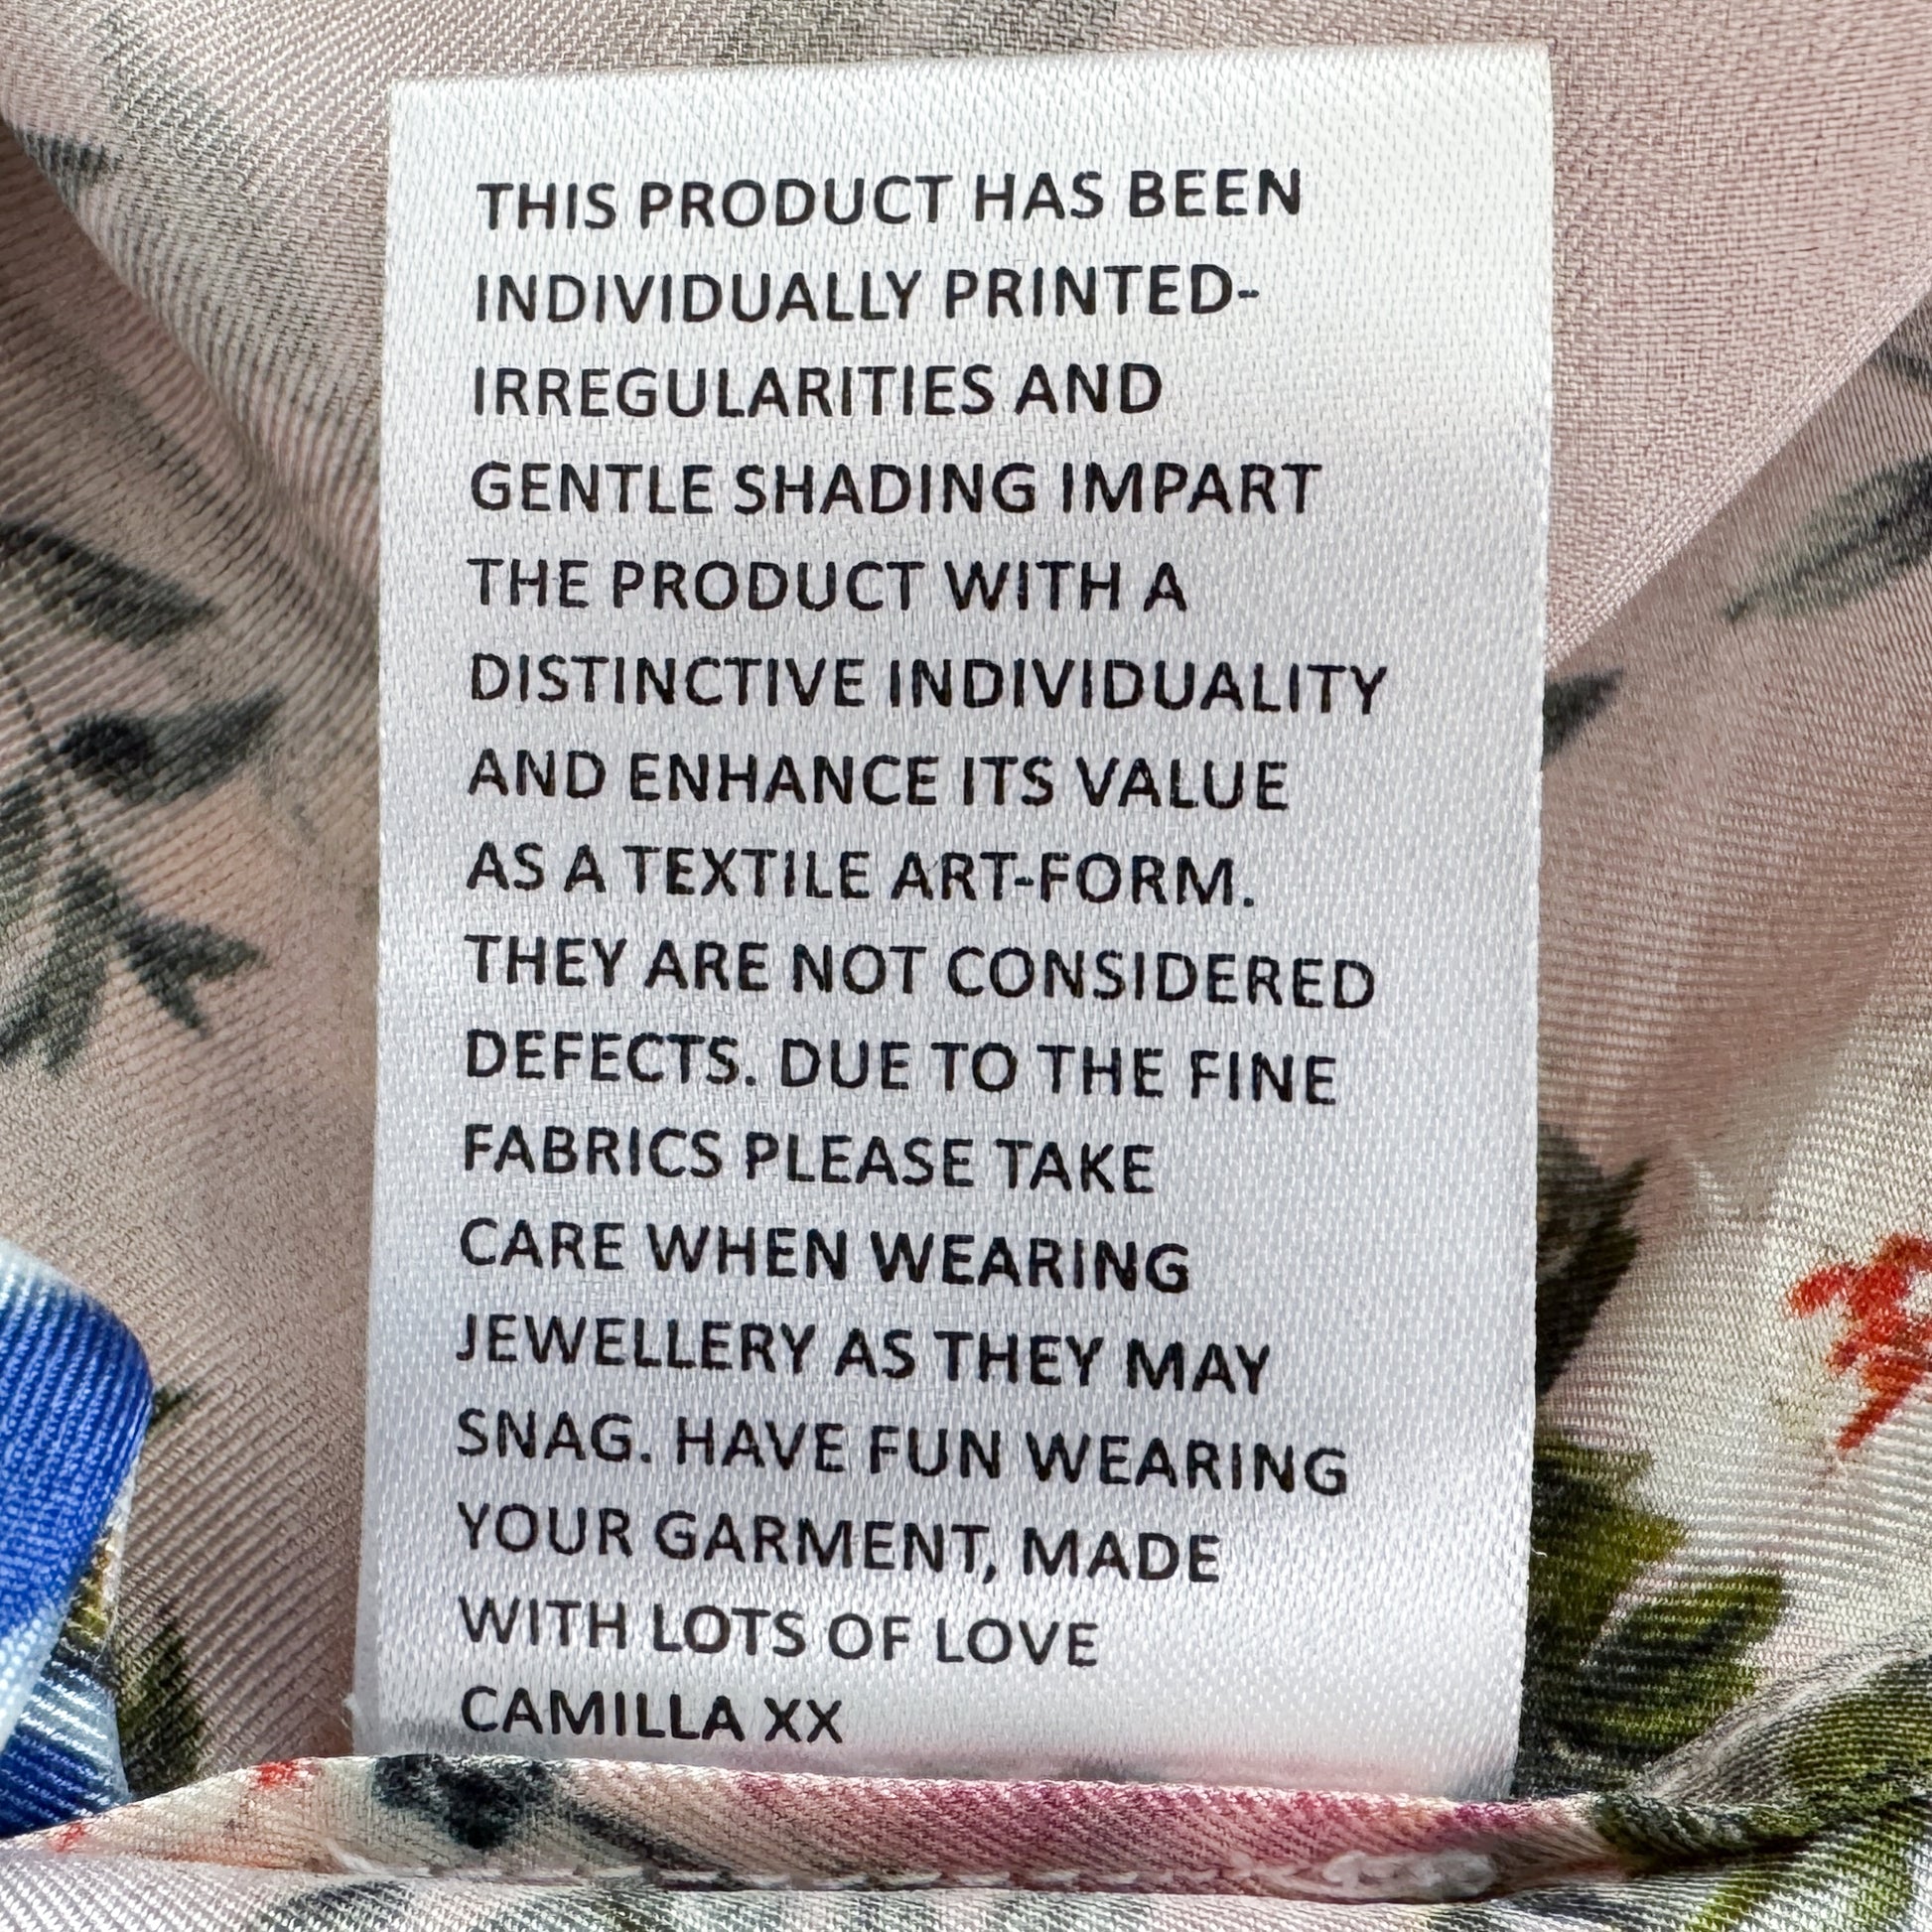 THIS PRODUCT HAS BEEN
INDIVIDUALLY PRINTED-
IRREGULARITIES AND
GENTLE SHADING IMPART
THE PRODUCT WITH A
DISTINCTIVE INDIVIDUALITY
AND ENHANCE ITS VALUE
AS A TEXTILE ART-FORM.
THEY ARE NOT CONSIDERED
DEFECTS. DUE TO THE FINE
FABRICS PLEASE TAKE
CARE WHEN WEARING
JEWELLERY AS THEY MAY
SNAG. HAVE FUN WEARING
YOUR GARMENT, MADE
WITH LOTS OF LOVE
CAMILLA XX